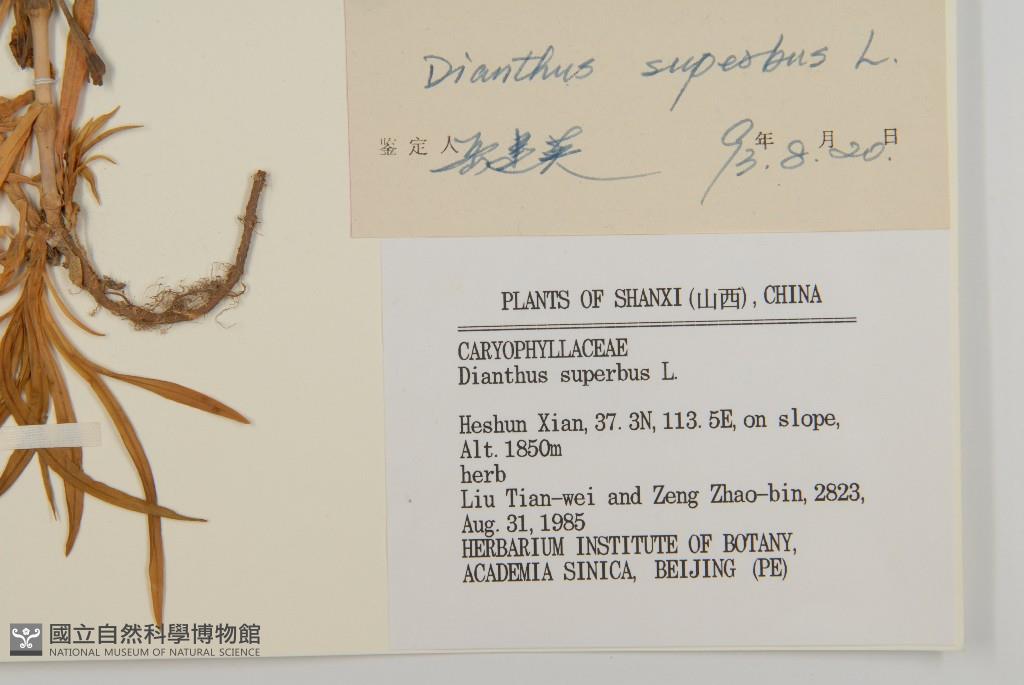 Dianthus superbus L.
鉴定人 93年8月20日
PLANTS OF SHANXI (山西), CHINA
CARYOPHYLLACEAE
Dianthus superbus L.
Heshun Xian, 37. 3N, 113. 5E, on slope,
Alt. 1850m
herb
Liu Tian-wei and Zeng Zhao-bin, 2823,
Aug. 31, 1985
HERBARIUM INSTITUTE OF BOTANY,
ACADEMIA SINICA, BEIJING (PE)
國立自然科學博物館
NATIONAL MUSEUM OF NATURAL SCIENCE